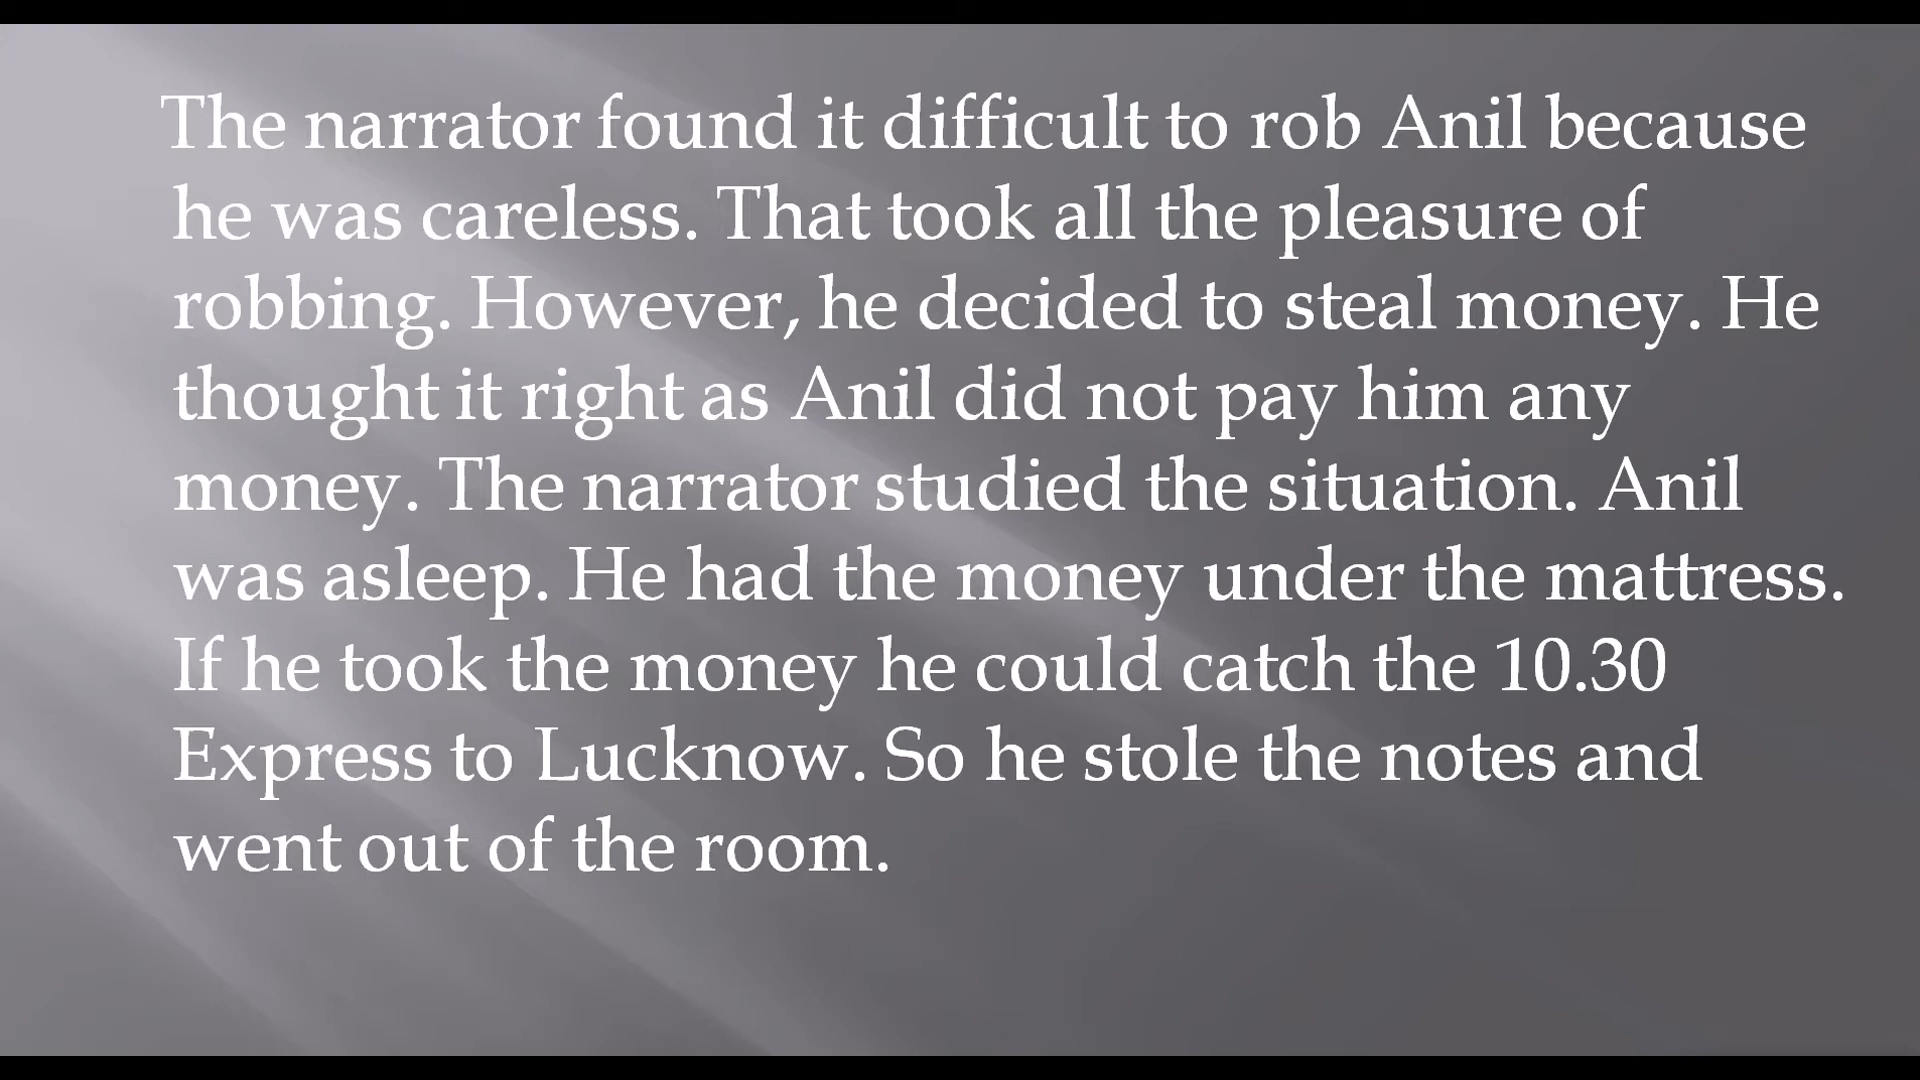 The narrator found it difficult to rob Anil because
he was careless. That took all the pleasure of
robbing. However, he decided to steal money. He
thought it right as Anil did not pay him any
money. The narrator studied the situation. Anil
was asleep. He had the money under the mattress.
If he took the money he could catch the 10.30
Express to Lucknow. So he stole the notes and
went out of the room.